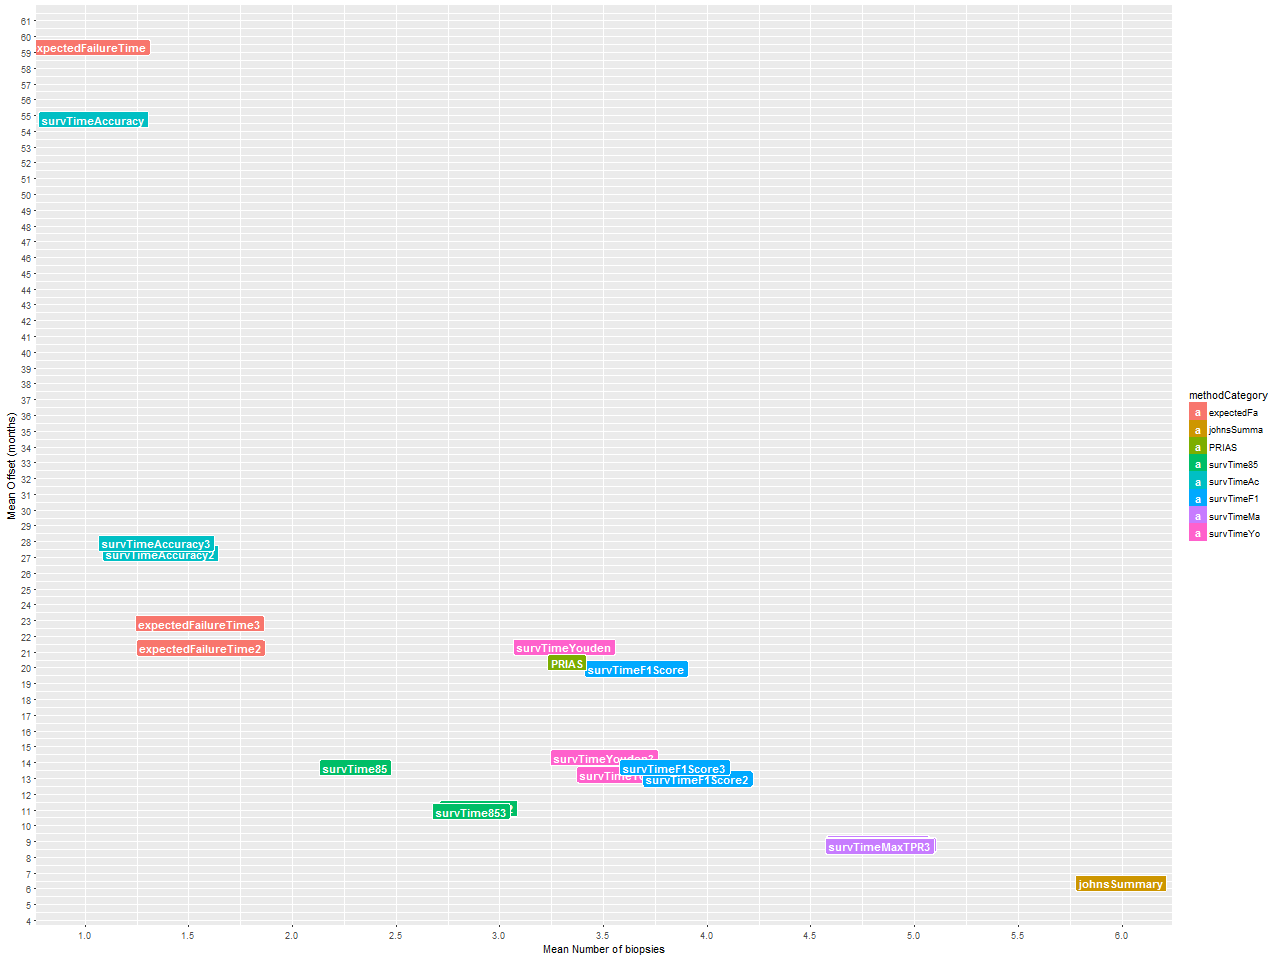 61
60
59
58
57
56
55
54
53
52
51
50
49
48
47
46
45
44
43
42
41
40
39
38
37
36
35
34
33
32
31
30
29
28
27
26
25
24
23
22
21
20
19
18
17
16
15
14
13
12
11
10
9
8
7
6
5
4
Mean Offset (months)
xpectedFailureTime
survTimeAccuracy
survTimeAccuracy3
survTimeAccuracy2
expectedFailureTime3
expectedFailureTime2
survTimeYouden
PRIAS
survTimeF1Score
survTime85
survTimeF1Score3
survTimeF1Score2
survTime853
survTimeMaxTPR3
johnsSummary
1.0 1.5 2.0 2.5 3.0 3.5 4.0 4.5 5.0 5.5 6.0
Mean Number of biopsies
methodCategory
a expectedFa
a johnsSumma
a PRIAS
a survTime85
a survTimeAc
a survTimeF1
a survTimeMa
a survTimeYo